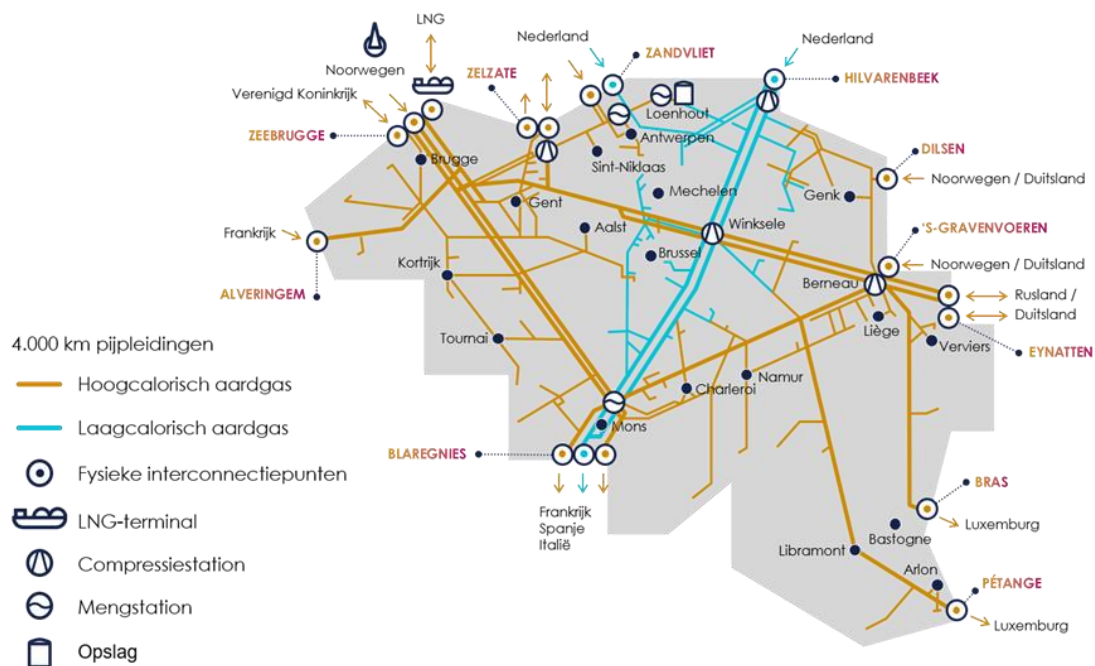 LNG
Nederland
Nederland
ZANDVLIET
Noorwegen
ZELZATE
HILVARENBEEK
Verenigd Koninkrijk
Loenhout
ZEEBRUGGE
Antwerpen
Brugge
Sint-Niklaas
DILSEN
Noorwegen / Duitsland
Mechelen
Genk
Gent
Frankrijk
Aalst
Winksele
'S-GRAVENVOEREN
Brussel
Kortrijk
Noorwegen / Duitsland
Berneau
ALVERINGEM
Rusland /
Duitsland
Liège
Verviers
EYNATTEN
Tournai
4.000 km pijpleidingen
Namur
Charleroi
Hoogcalorisch aardgas
Mons
Laagcalorisch aardgas
BLAREGNIES
Fysieke interconnectiepunten
BRAS
Frankrijk
Spanje
Italië
LNG-terminal
Luxemburg
Bastogne
Libramont
Compressiestation
Arlon
PÉTANGE
Mengstation
Luxemburg
Opslag